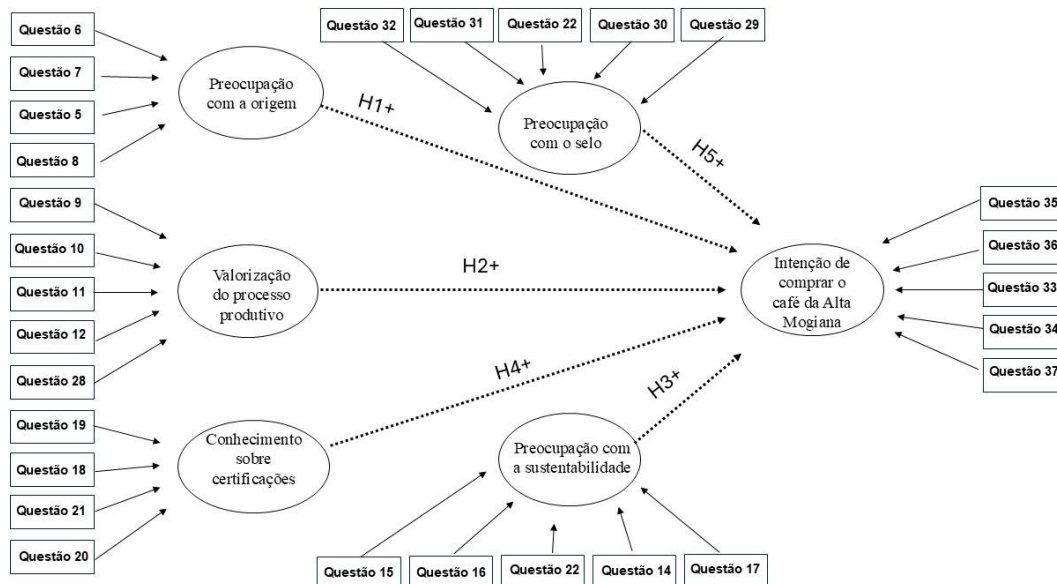 Questão 6
Questão 7
Questão 5
Questão 8
Preocupação
com a origem
H1+
Questão 32
Questão 31
Questão 22
Questão 30
Questão 29
Preocupação
com o selo
H5+
Questão 9
Questão 10
Questão 11
Questão 12
Questão 28
Valorização
do processo
produtivo
H2+
Intenção de
comprar o
café da Alta
Mogiana
Questão 35
Questão 36
Questão 33
Questão 34
Questão 37
Questão 19
Questão 18
Questão 21
Questão 20
Conhecimento
sobre
certificações
H4+
Preocupação com
a sustentabilidade
H3+
Questão 15
Questão 16
Questão 22
Questão 14
Questão 17